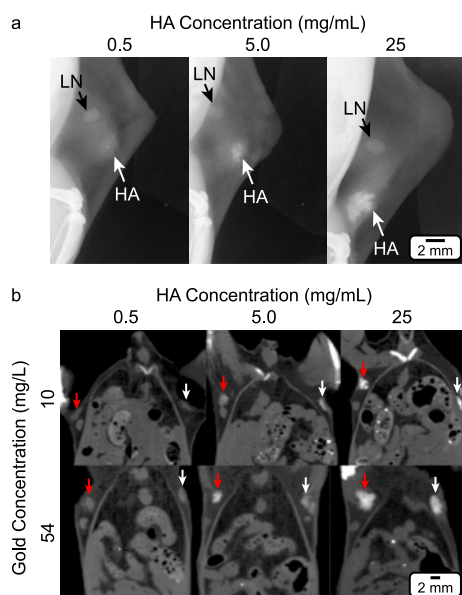 a
HA Concentration (mg/mL)
0.5 5.0 25
LN LN LN
HA HA HA
2 mm
b
HA Concentration (mg/mL)
0.5 5.0 25
Gold Concentration (mg/L)
10
54
2 mm